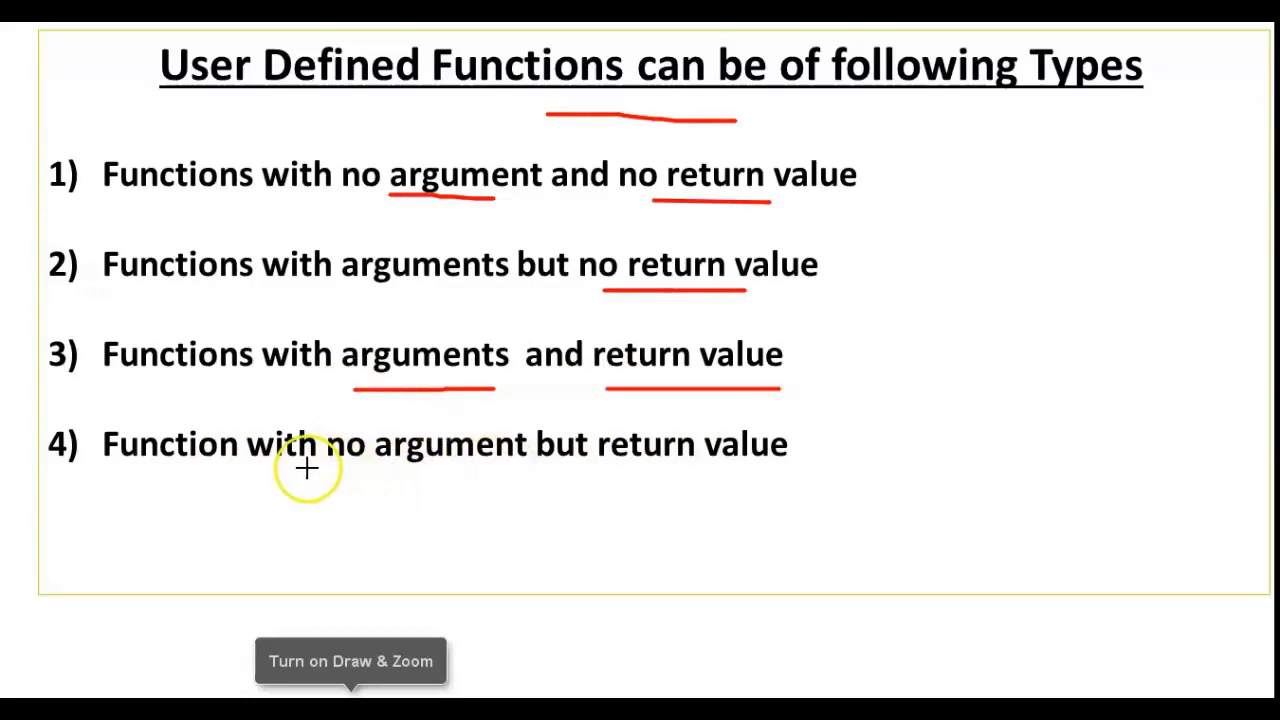 User Defined Functions can be of following Types
1) Functions with no argument and no return value
2) Functions with arguments but no return value
3) Functions with arguments and return value
4) Function with no argument but return value
Turn on Draw & Zoom